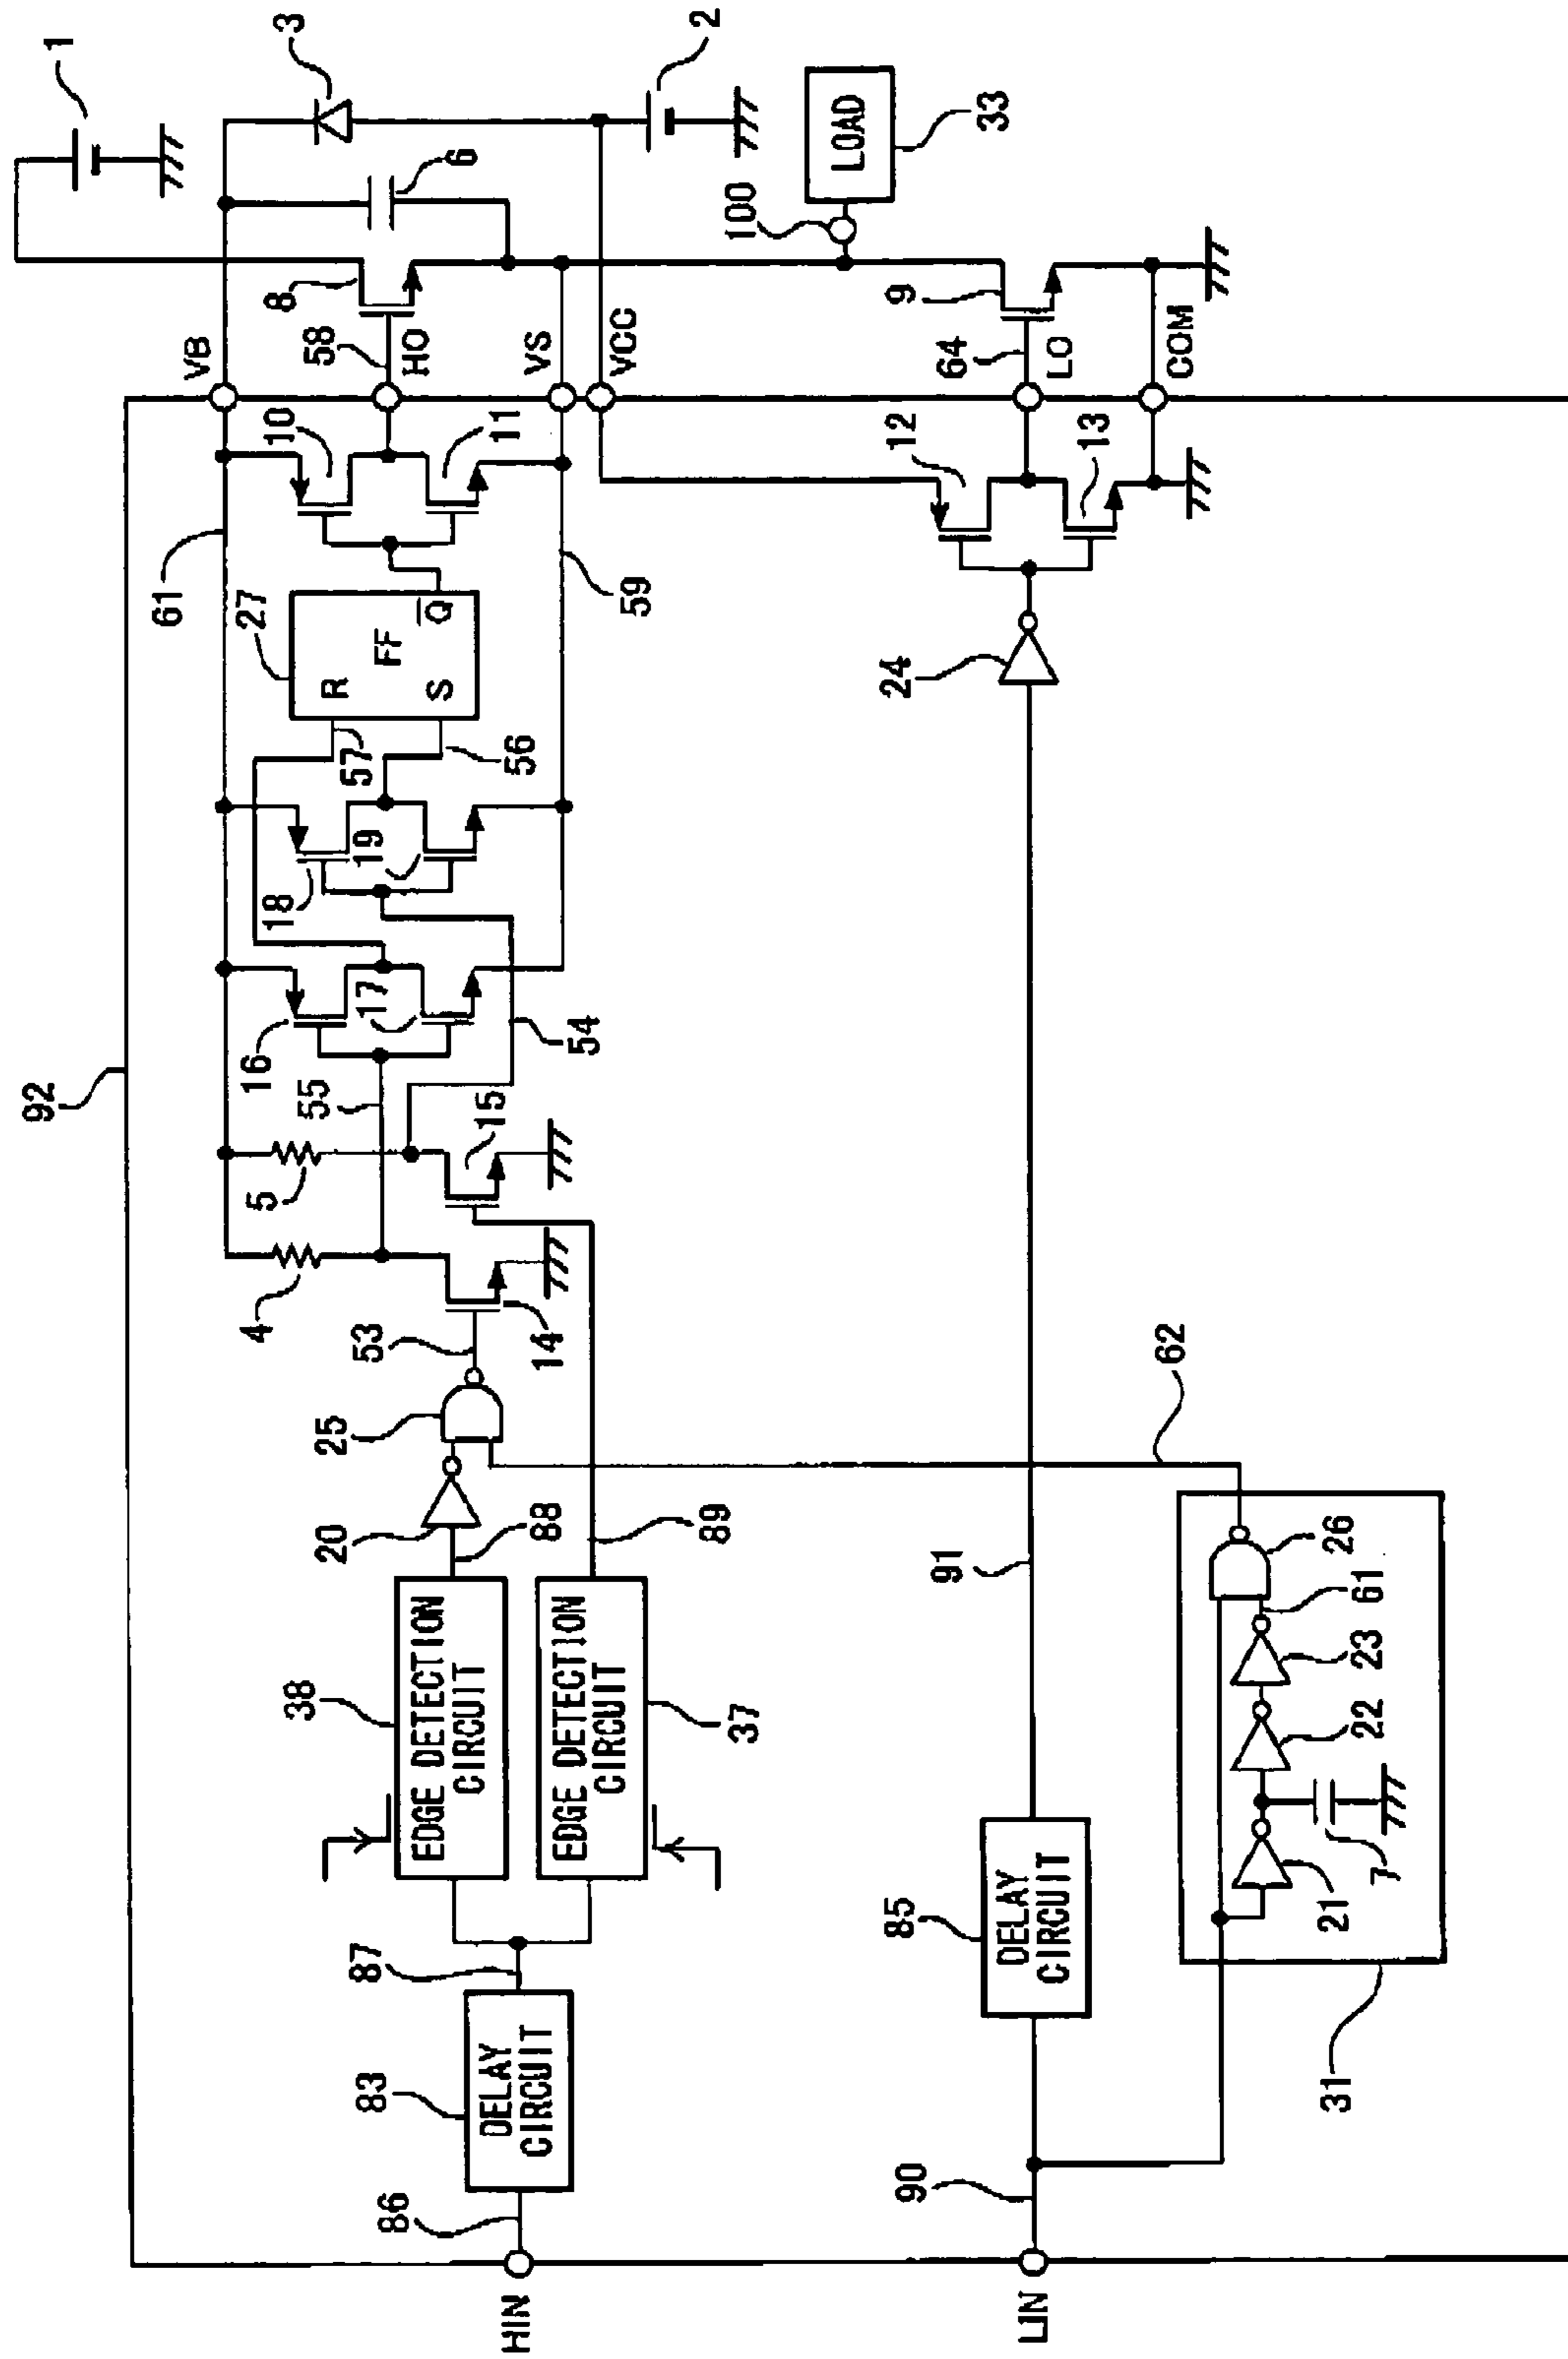 92
1
VB
61
3
10
8
6
58
HO
11
VS
VCC
2
27
R
FF
S
Q
57
56
59
16
17
18
19
54
55
4
5
15
14
53
25
20
88
89
38
EDGE DETECTION
CIRCUIT
EDGE DETECTION
CIRCUIT
37
87
83
DELAY
CIRCUIT
86
HIN
100
LOAD
33
9
64
LO
COM
12
13
24
91
85
DELAY
CIRCUIT
90
LIN
62
26
61
23
22
7
21
31